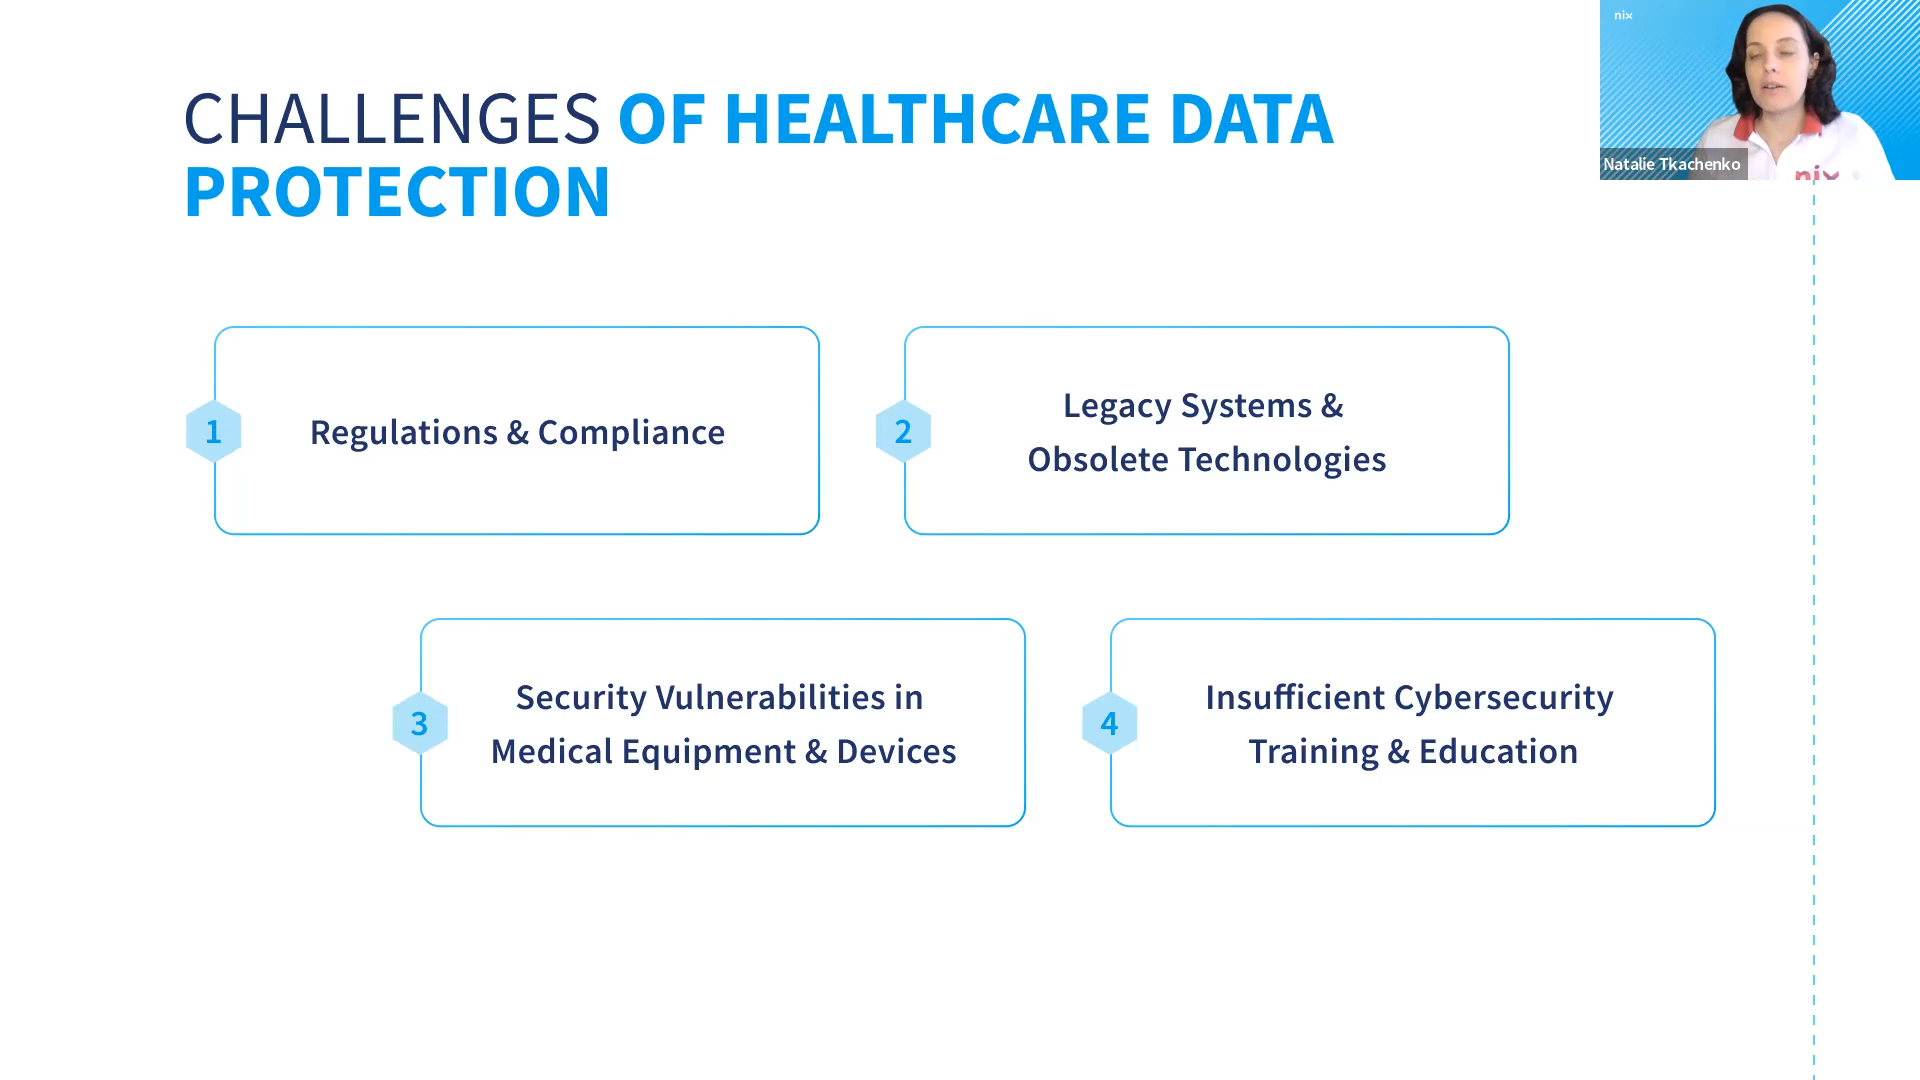 nix
CHALLENGES OF HEALTHCARE DATA
PROTECTION
Natalie Tkachenko
nix
1
Regulations & Compliance
2
Legacy Systems &
Obsolete Technologies
3
Security Vulnerabilities in
Medical Equipment & Devices
4
Insufficient Cybersecurity
Training & Education